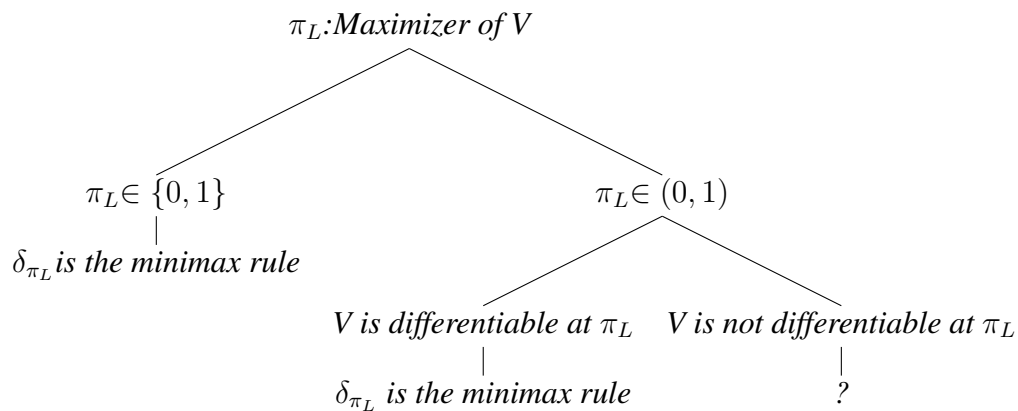 π_L:Maximizer of V
π_L∈ {0, 1}
π_L∈ (0, 1)
δ_{π_L} is the minimax rule
V is differentiable at π_L
V is not differentiable at π_L
δ_{π_L} is the minimax rule
?